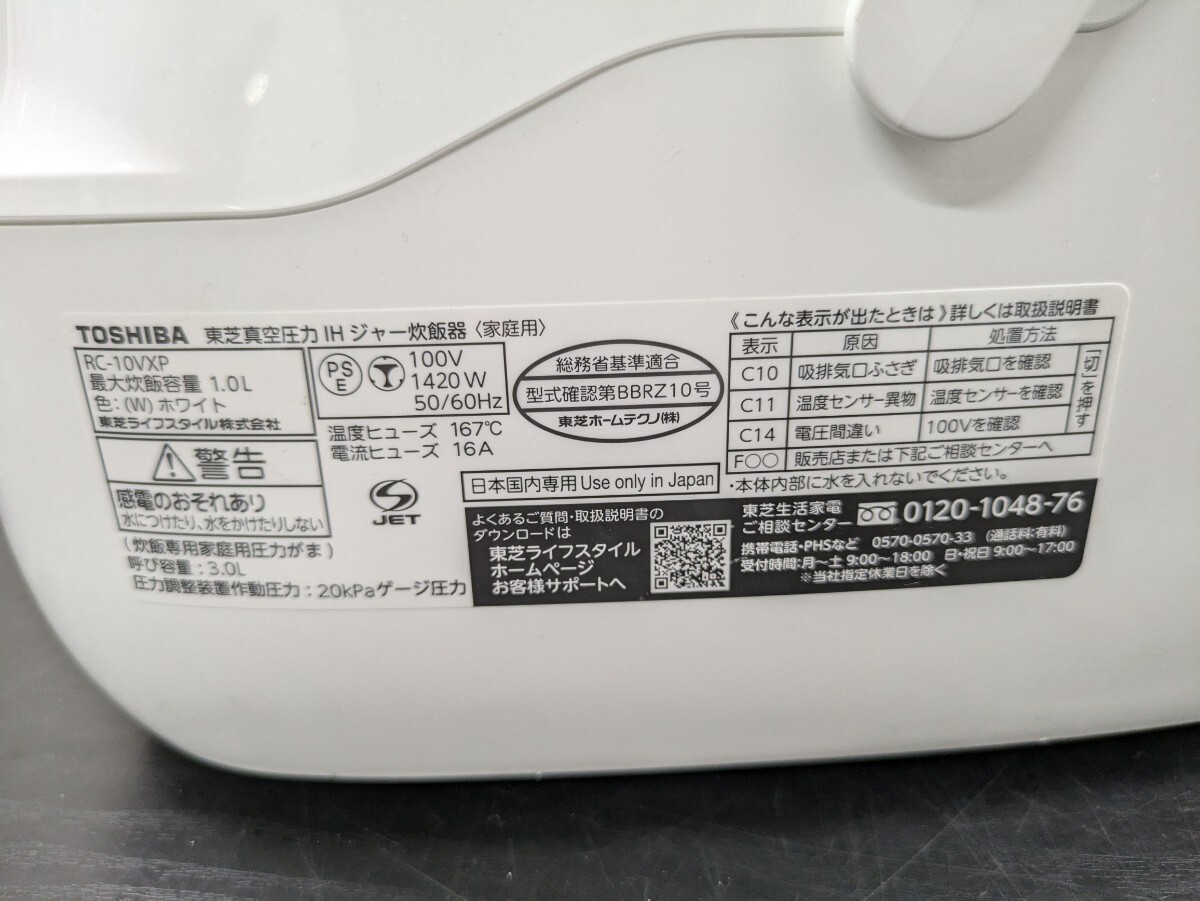 TOSHIBA 東芝真空圧力IHジャー炊飯器〈家庭用〉
RC-10VXP
最大炊飯容量 1.0L
色:(W)ホワイト
東芝ライフスタイル株式会社
PS
E
100V
1420W
50/60Hz
温度ヒューズ 167℃
電流ヒューズ 16A
警告
感電のおそれあり
水につけたり、水をかけたりしない
JET
(炊飯専用家庭用圧力がま)
呼び容量:3.0L
圧力調整装置作動圧力:20kPaゲージ圧力
総務省基準適合
型式確認第BBRZ10号
東芝ホームテクノ(株)
日本国内専用 Use only in Japan
よくあるご質問・取扱説明書の
ダウンロードは
東芝ライフスタイル
ホームページ
お客様サポートへ
《こんな表示が出たときは》詳しくは取扱説明書
表示 原因 処置方法
C10 吸排気口ふさぎ 吸排気口を確認
C11 温度センサー異物 温度センサーを確認
C14 電圧間違い 100Vを確認
「切」を押す
F○○ 販売店または下記ご相談センターへ
・本体内部に水を入れないでください。
東芝生活家電
ご相談センター 0120-1048-76
携帯電話・PHSなど 0570-0570-33 (通話料:有料)
受付時間:月〜土 9:00〜18:00 日・祝日 9:00〜17:00
※当社指定休業日を除く